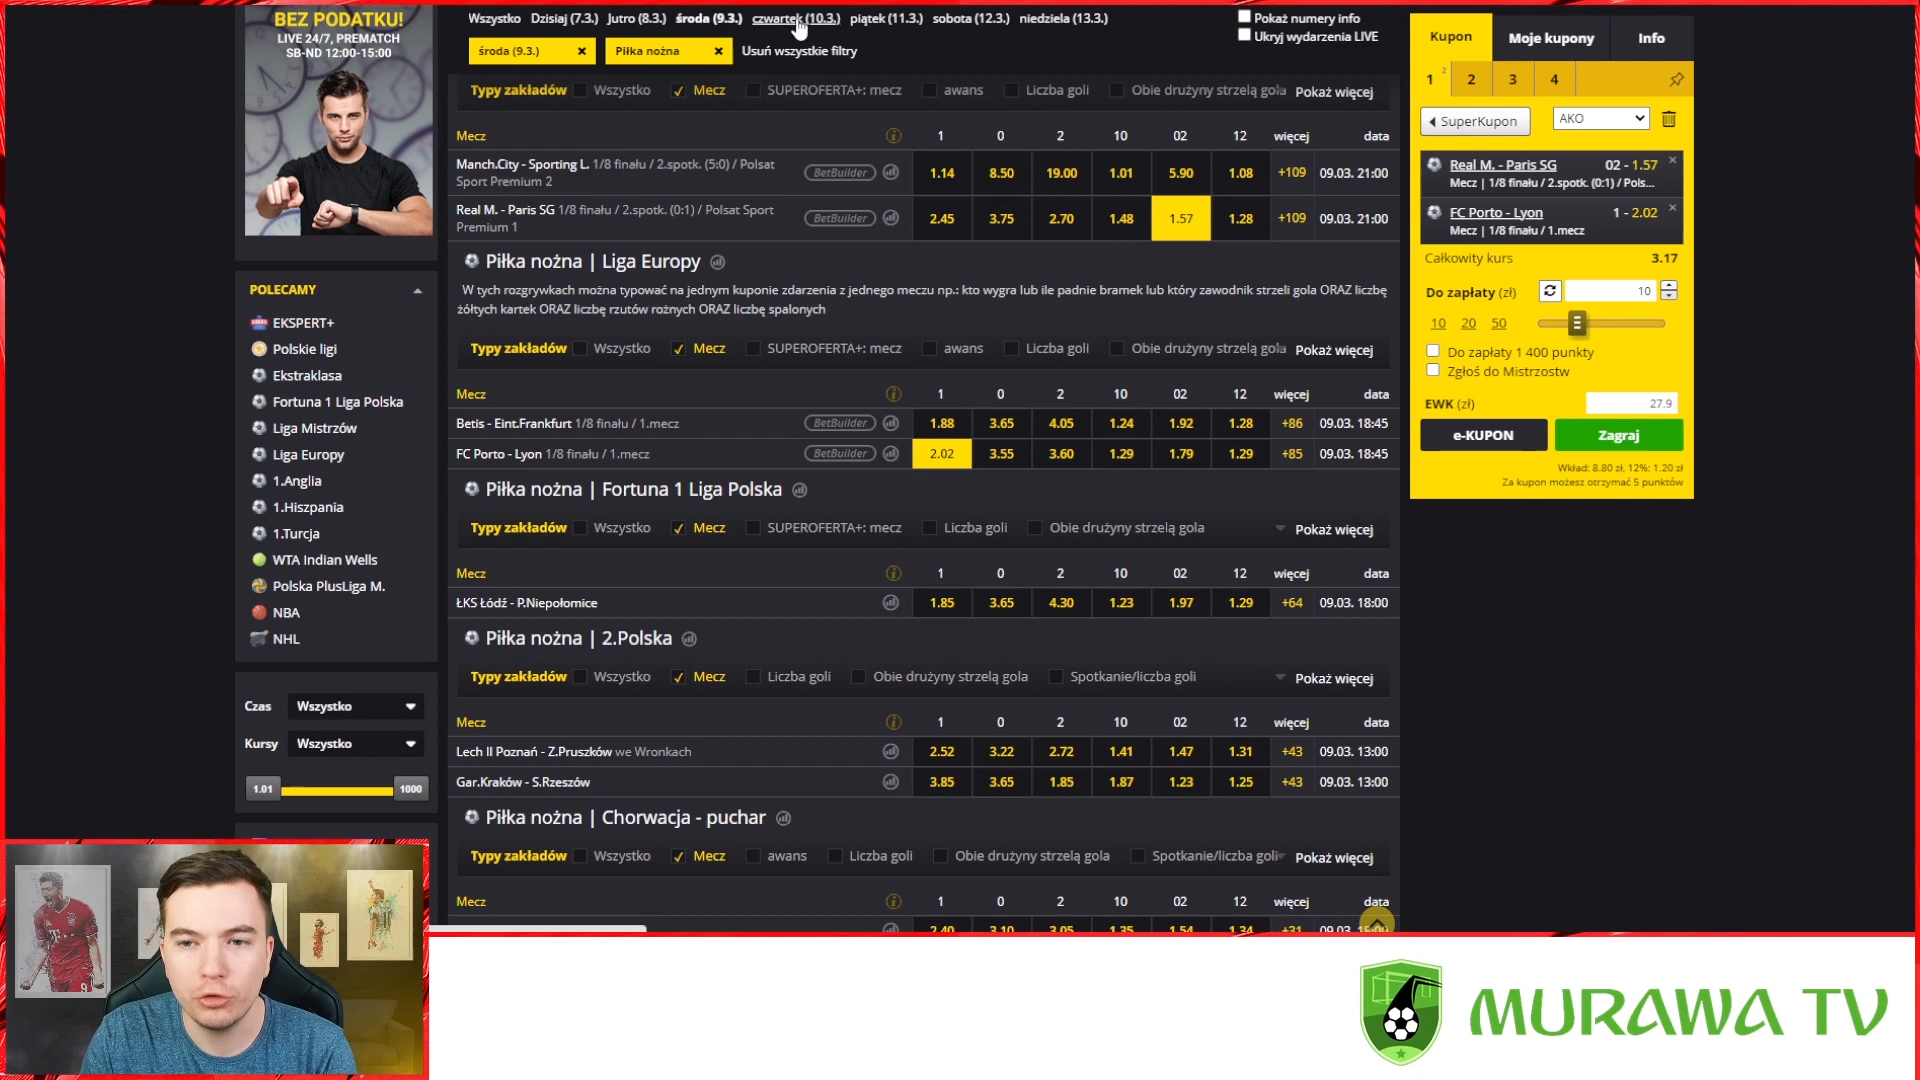 BEZ PODATKU!
LIVE 24/7, PREMATCH
SB-ND 12:00-15:00
POLECAMY
EKSPERT+
Polskie ligi
Ekstraklasa
Fortuna 1 Liga Polska
Liga Mistrzów
Liga Europy
1.Anglia
1.Hiszpania
1.Turcja
WTA Indian Wells
Polska PlusLiga M.
NBA
NHL
Czas Wszystko
Kursy Wszystko
1.01 1000
Wszystko Dzisiaj (7.3.) Jutro (8.3.) środa (9.3.) czwartek (10.3.) piątek (11.3.) sobota (12.3.) niedziela (13.3.)
Pokaż numery info
Ukryj wydarzenia LIVE
środa (9.3.) × Piłka nożna × Usuń wszystkie filtry
Typy zakładów Wszystko Mecz SUPEROFERTA+: mecz awans Liczba goli Obie drużyny strzelą gola Pokaż więcej
Mecz 1 0 2 10 02 12 więcej data
Manch.City - Sporting L. 1/8 finału / 2.spotk. (5:0) / Polsat
Sport Premium 2
BetBuilder 1.14 8.50 19.00 1.01 5.90 1.08 +109 09.03. 21:00
Real M. - Paris SG 1/8 finału / 2.spotk. (0:1) / Polsat Sport
Premium 1
BetBuilder 2.45 3.75 2.70 1.48 1.57 1.28 +109 09.03. 21:00
Piłka nożna | Liga Europy
W tych rozgrywkach można typować na jednym kuponie zdarzenia z jednego meczu np.: kto wygra lub ile padnie bramek lub który zawodnik strzeli gola ORAZ liczbę
żółtych kartek ORAZ liczbę rzutów rożnych ORAZ liczbę spalonych
Typy zakładów Wszystko Mecz SUPEROFERTA+: mecz awans Liczba goli Obie drużyny strzelą gola Pokaż więcej
Mecz 1 0 2 10 02 12 więcej data
Betis - Eint.Frankfurt 1/8 finału / 1.mecz BetBuilder 1.88 3.65 4.05 1.24 1.92 1.28 +86 09.03. 18:45
FC Porto - Lyon 1/8 finału / 1.mecz BetBuilder 2.02 3.55 3.60 1.29 1.79 1.29 +85 09.03. 18:45
Piłka nożna | Fortuna 1 Liga Polska
Typy zakładów Wszystko Mecz SUPEROFERTA+: mecz Liczba goli Obie drużyny strzelą gola Pokaż więcej
Mecz 1 0 2 10 02 12 więcej data
ŁKS Łódź - P.Niepołomice 1.85 3.65 4.30 1.23 1.97 1.29 +64 09.03. 18:00
Piłka nożna | 2.Polska
Typy zakładów Wszystko Mecz Liczba goli Obie drużyny strzelą gola Spotkanie/liczba goli Pokaż więcej
Mecz 1 0 2 10 02 12 więcej data
Lech II Poznań - Z.Pruszków we Wronkach 2.52 3.22 2.72 1.41 1.47 1.31 +43 09.03. 13:00
Gar.Kraków - S.Rzeszów 3.85 3.65 1.85 1.87 1.23 1.25 +43 09.03. 13:00
Piłka nożna | Chorwacja - puchar
Typy zakładów Wszystko Mecz awans Liczba goli Obie drużyny strzelą gola Spotkanie/liczba goli Pokaż więcej
Mecz 1 0 2 10 02 12 więcej data
2.40 3.10 3.05 1.35 1.54 1.34 +31 09.03.
Kupon Moje kupony Info
1 2 2 3 4
SuperKupon AKO
Real M. - Paris SG 02 - 1.57 ×
Mecz | 1/8 finału / 2.spotk. (0:1) / Pols...
FC Porto - Lyon 1 - 2.02 ×
Mecz | 1/8 finału / 1.mecz
Całkowity kurs 3.17
Do zapłaty (zł) 10
10 20 50
Do zapłaty 1 400 punkty
Zgłoś do Mistrzostw
EWK (zł) 27.9
e-KUPON Zagraj
Wkład: 8.80 zł, 12%: 1.20 zł
Za kupon możesz otrzymać 5 punktów
9
MURAWA TV